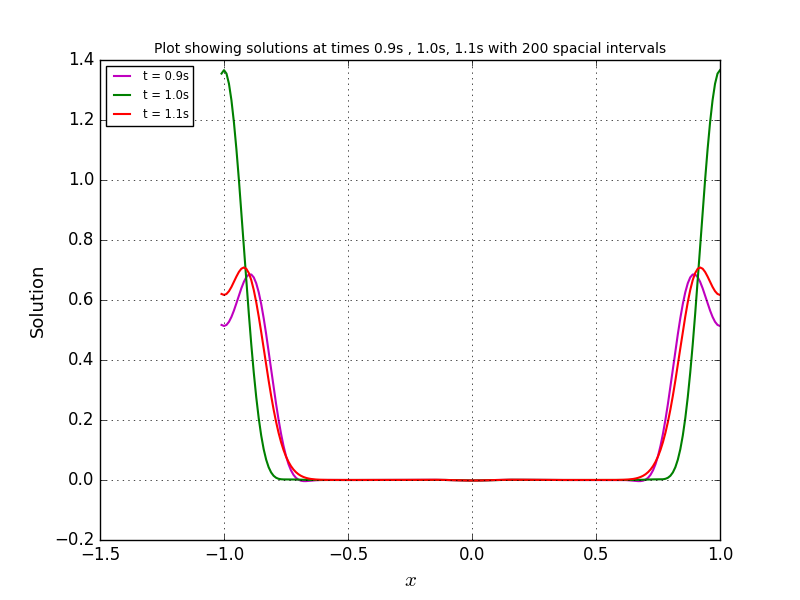 Plot showing solutions at times 0.9s , 1.0s, 1.1s with 200 spacial intervals
1.4
t = 0.9s
t = 1.0s
t = 1.1s
1.2
1.0
0.8
0.6
0.4
0.2
0.0
−0.2
Solution
−1.5 −1.0 −0.5 0.0 0.5 1.0
x